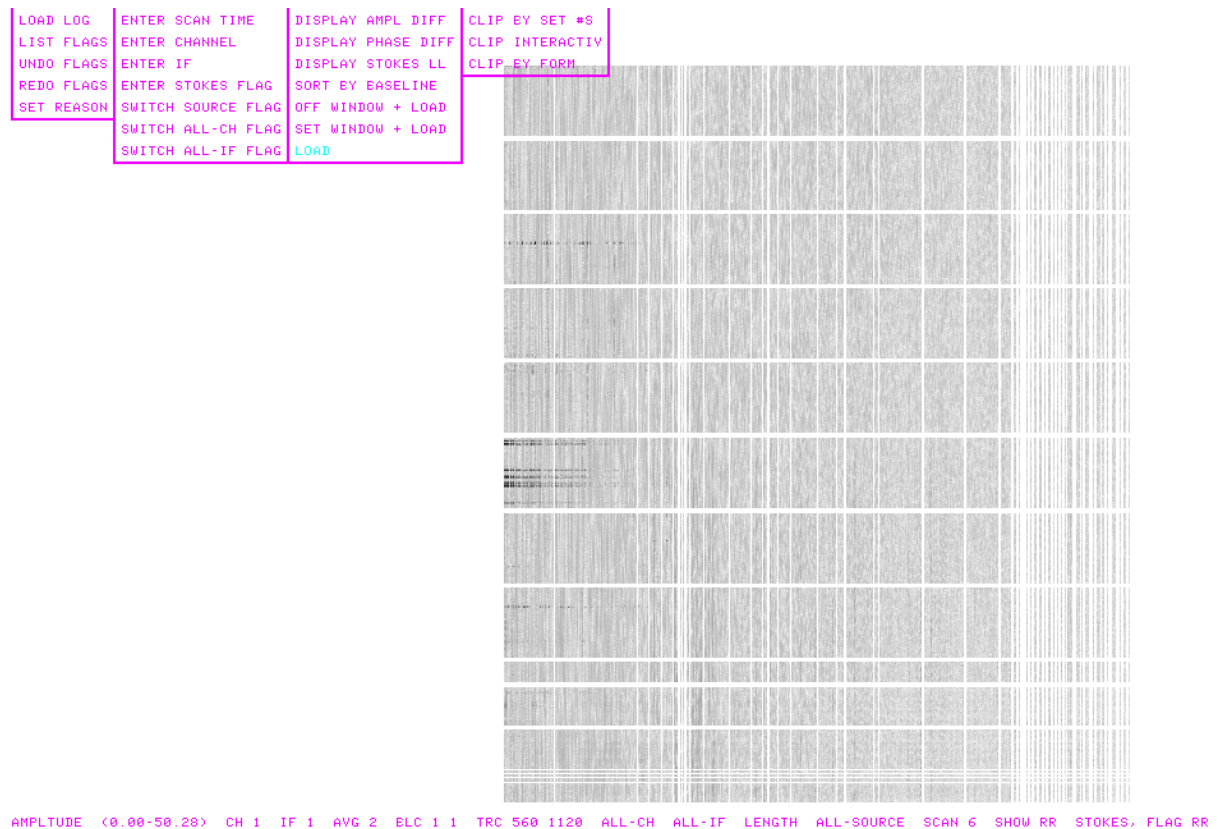 LOAD LOG ENTER SCAN TIME DISPLAY AMPL DIFF CLIP BY SET #S
LIST FLAGS ENTER CHANNEL DISPLAY PHASE DIFF CLIP INTERACTIV
UNDO FLAGS ENTER IF DISPLAY STOKES LL CLIP BY FORM
REDO FLAGS ENTER STOKES FLAG SORT BY BASELINE
SET REASON SWITCH SOURCE FLAG OFF WINDOW + LOAD
SWITCH ALL-CH FLAG SET WINDOW + LOAD
SWITCH ALL-IF FLAG LOAD
AMPLTUDE (0.00-50.28) CH 1 IF 1 AVG 2 BLC 1 1 TRC 560 1120 ALL-CH ALL-IF LENGTH ALL-SOURCE SCAN 6 SHOW RR STOKES, FLAG RR